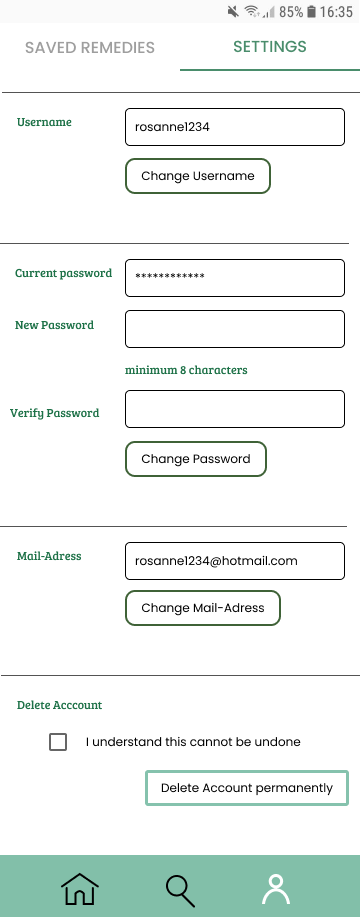 85% 16:35
SAVED REMEDIES SETTINGS
Username rosanne1234
Change Username
Current password ************
New Password
minimum 8 characters
Verify Password
Change Password
Mail-Adress rosanne1234@hotmail.com
Change Mail-Adress
Delete Acccount
I understand this cannot be undone
Delete Account permanently